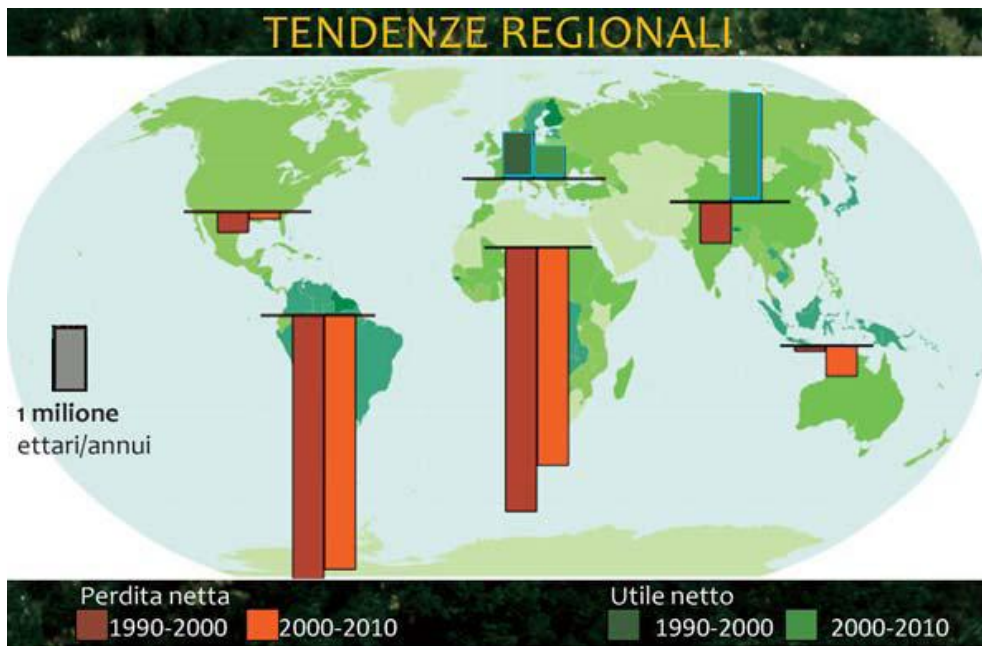 TENDENZE REGIONALI
1 milione
ettari/annui
Perdita netta
1990-2000
2000-2010
Utile netto
1990-2000
2000-2010